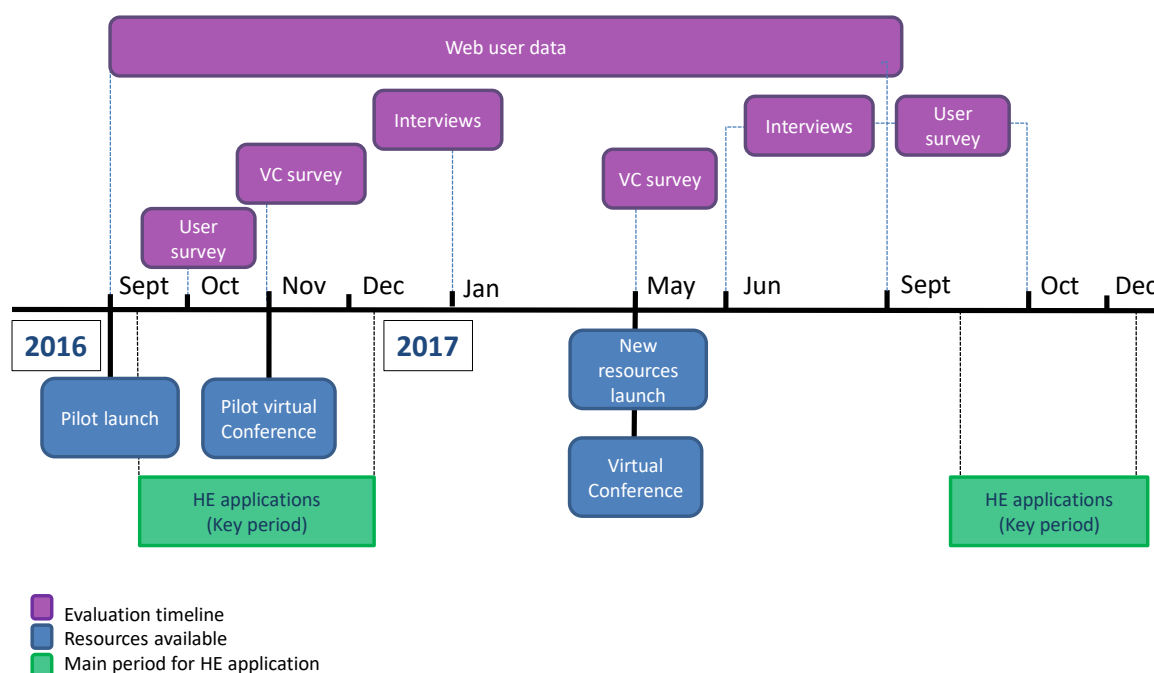 Web user data
Interviews
Interviews
User
survey
VC survey
VC survey
User
survey
Sept
Oct
Nov
Dec
Jan
May
Jun
Sept
Oct
Dec
2016
2017
Pilot launch
Pilot virtual
Conference
New
resources
launch
Virtual
Conference
HE applications
(Key period)
HE applications
(Key period)
Evaluation timeline
Resources available
Main period for HE application